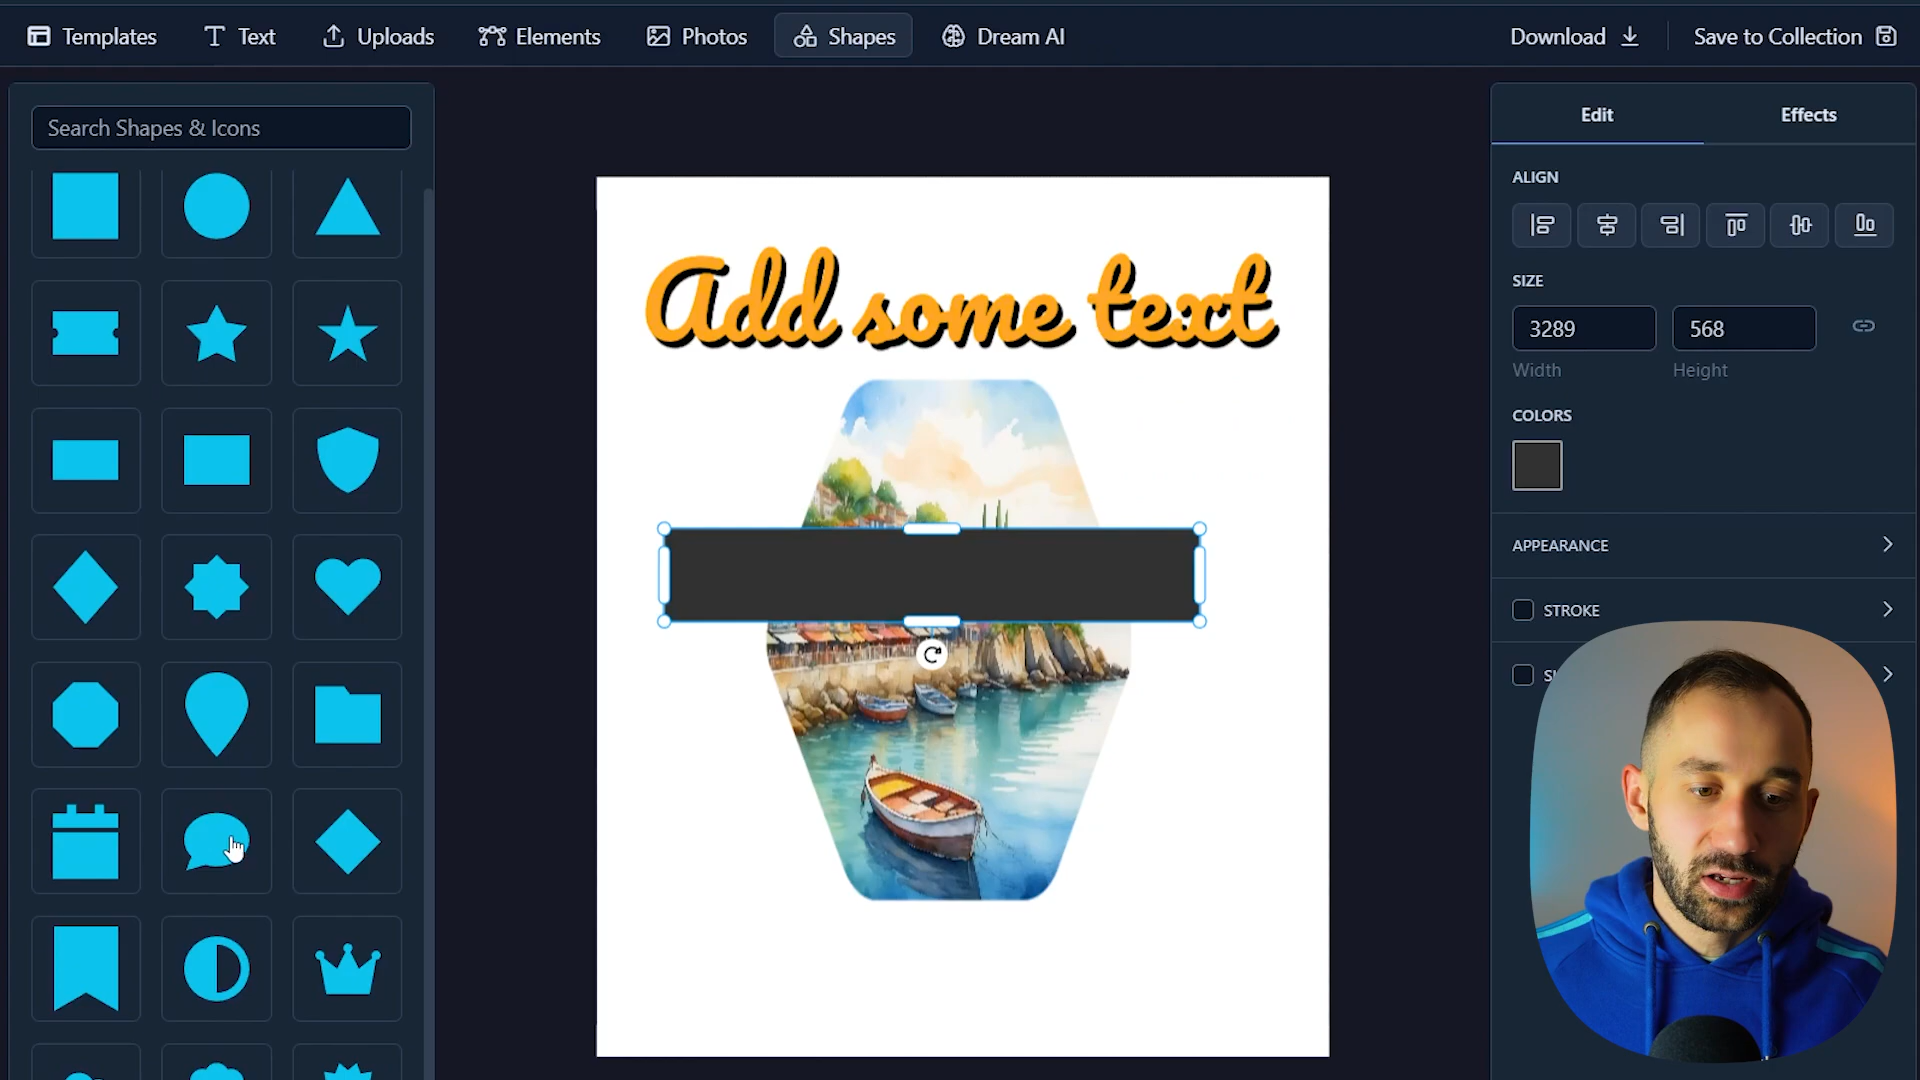 Templates
Text
Uploads
Elements
Photos
Shapes
Dream AI
Download
Save to Collection
Search Shapes & Icons
Add some text
Edit
Effects
ALIGN
SIZE
3289
568
Width
Height
COLORS
APPEARANCE
STROKE